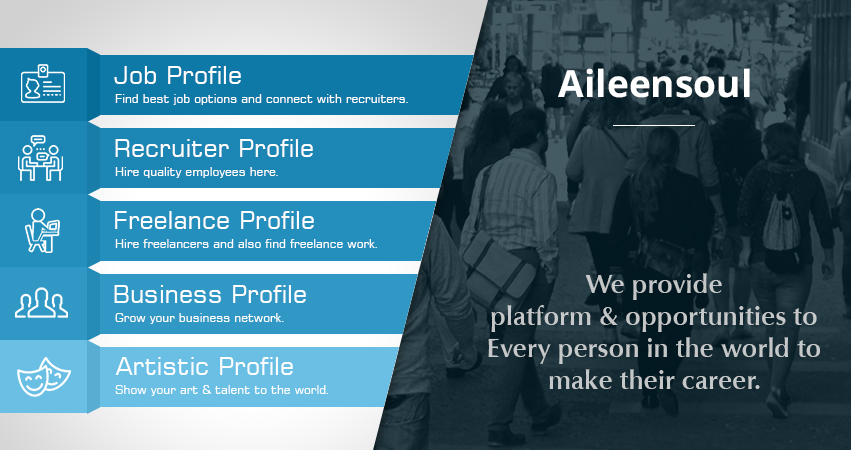 Job Profile
Find best job options and connect with recruiters.
Recruiter Profile
Hire quality employees here.
Freelance Profile
Hire freelancers and also find freelance work.
Business Profile
Grow your business network.
Artistic Profile
Show your art & talent to the world.
Aileensoul
We provide
platform & opportunities to
Every person in the world to
make their career.